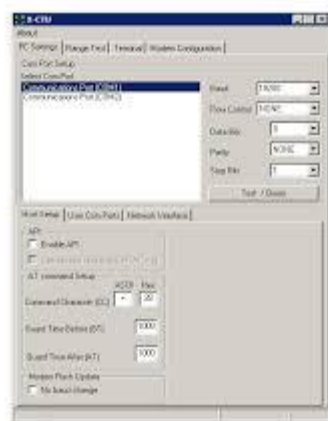 X-CTU
About
PC Settings Range Test Terminal Modem Configuration
Com Port Setup
Select Com Port
Communications Port (COM1)
Communications Port (COM2)
Baud
Flow Control NONE
Data Bits 8
Parity NONE
Stop Bits 1
Test / Query
Host Setup User Com Ports Network Interface
API
Enable API
AT command Setup
ASCII Hex
Command Character (CC) + 2B
Guard Time Before (BT) 1000
Guard Time After (AT) 1000
Modem Flash Update
No baud change